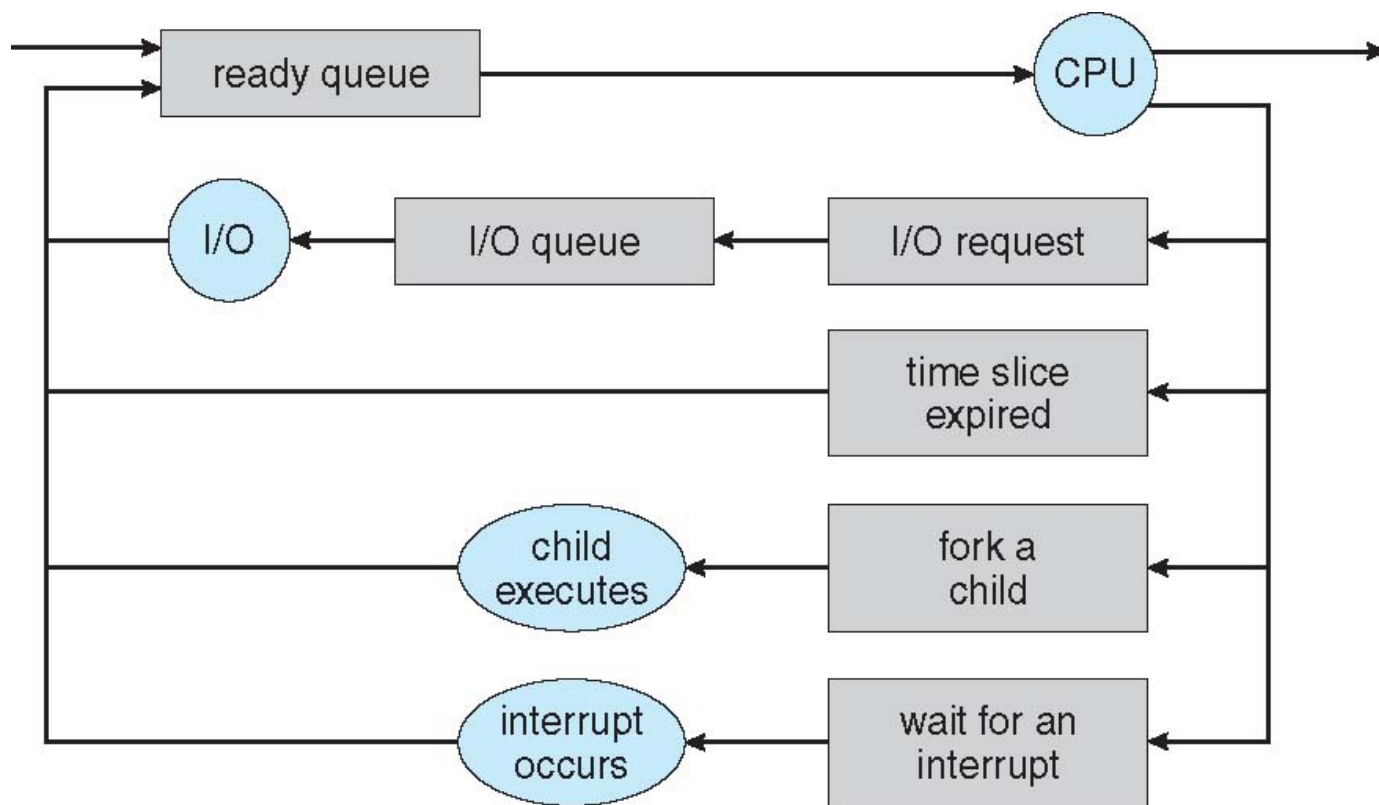 ready queue
CPU
I/O
I/O queue
I/O request
time slice
expired
child
executes
fork a
child
interrupt
occurs
wait for an
interrupt